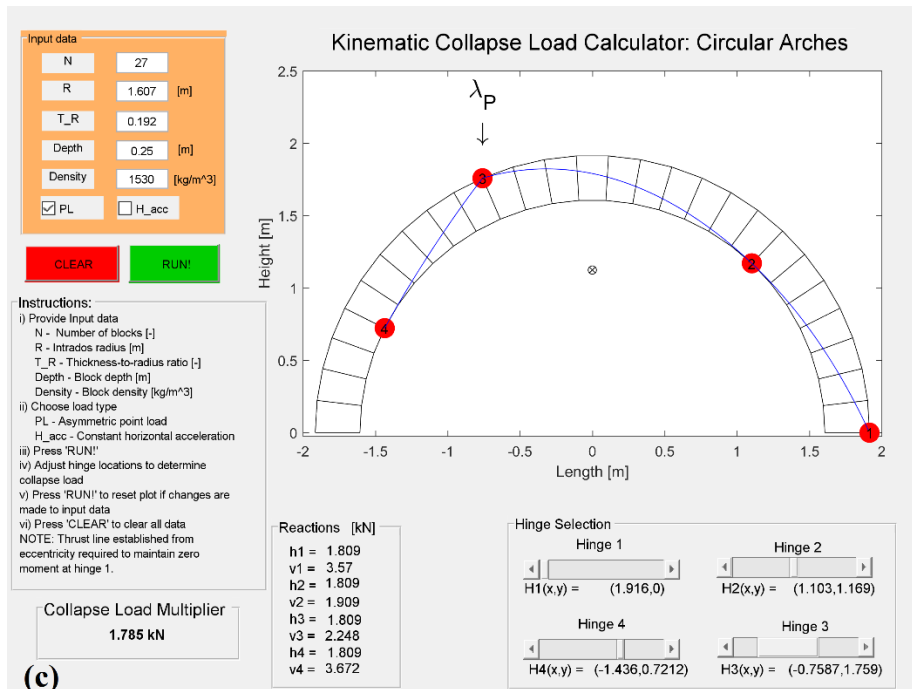 Input data
N 27
R 1.607 [m]
T_R 0.192
Depth 0.25 [m]
Density 1530 [kg/m^3]
PL H_acc
CLEAR RUN!
Instructions:
i) Provide Input data
N - Number of blocks [-]
R - Intrados radius [m]
T_R - Thickness-to-radius ratio [-]
Depth - Block depth [m]
Density - Block density [kg/m^3]
ii) Choose load type
PL - Asymmetric point load
H_acc - Constant horizontal acceleration
iii) Press 'RUN!'
iv) Adjust hinge locations to determine
collapse load
v) Press 'RUN!' to reset plot if changes are
made to input data
vi) Press 'CLEAR' to clear all data
NOTE: Thrust line established from
eccentricity required to maintain zero
moment at hinge 1.
Collapse Load Multiplier
1.785 kN
(c)
Kinematic Collapse Load Calculator: Circular Arches
λP
↓
2.5
2
1.5
1
0.5
0
Height [m]
3
2
4
1
-2 -1.5 -1 -0.5 0 0.5 1 1.5 2
Length [m]
Reactions [kN]
h1 = 1.809
v1 = 3.57
h2 = 1.809
v2 = 1.909
h3 = 1.809
v3 = 2.248
h4 = 1.809
v4 = 3.672
Hinge Selection
Hinge 1 Hinge 2
H1(x,y) = (1.916,0) H2(x,y) = (1.103,1.169)
Hinge 4 Hinge 3
H4(x,y) = (-1.436,0.7212) H3(x,y) = (-0.7587,1.759)